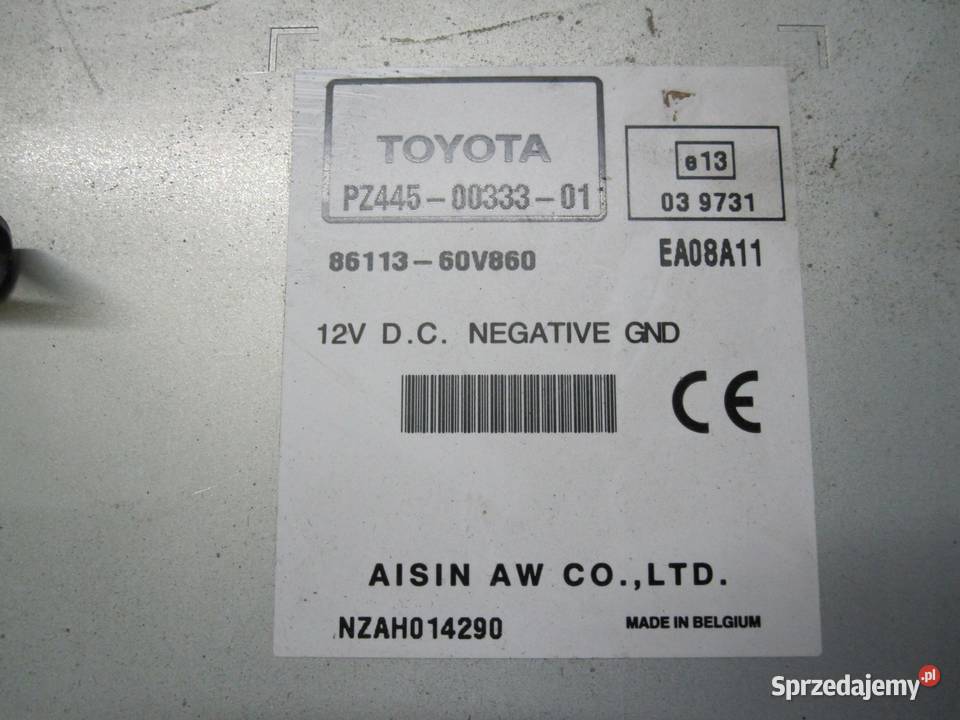 TOYOTA
PZ445-00333-01
e13
03 9731
86113-60V860
EA08A11
12V D.C. NEGATIVE GND
CE
AISIN AW CO.,LTD.
NZAH014290
MADE IN BELGIUM
Sprzedajemy.pl